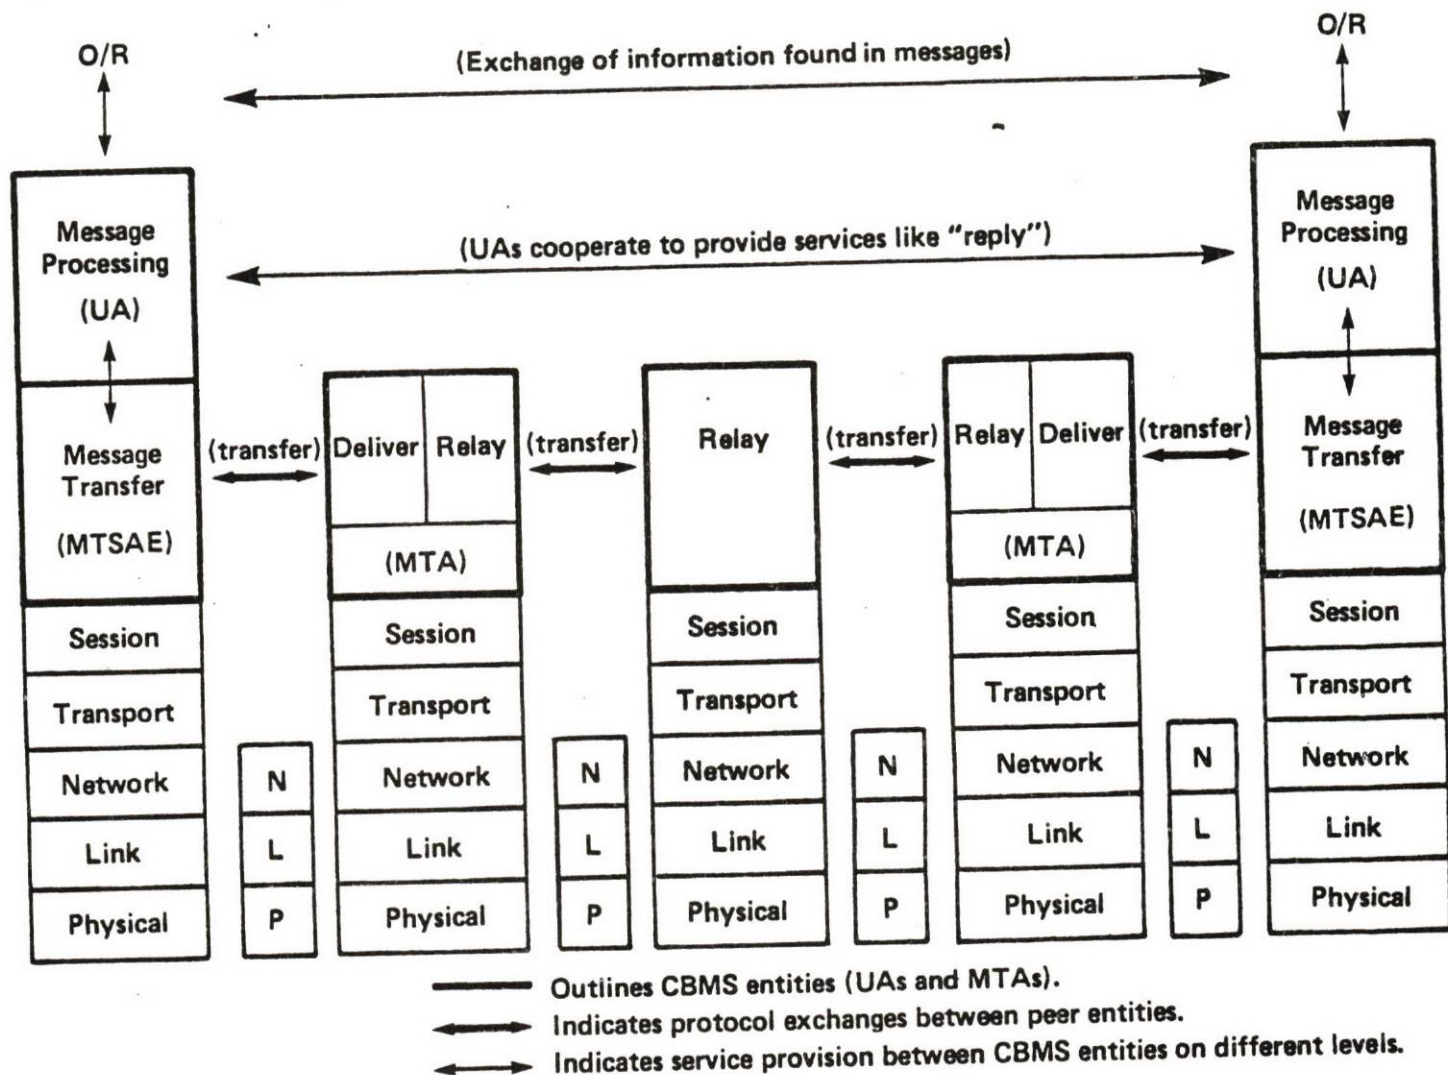 O/R
O/R
(Exchange of information found in messages)
Message
Processing
(UA)
(UAs cooperate to provide services like "reply")
Message
Processing
(UA)
Message
Transfer
(MTSAE)
(transfer)
Deliver
Relay
(MTA)
(transfer)
Relay
(transfer)
Relay
Deliver
(MTA)
(transfer)
Message
Transfer
(MTSAE)
Session
Transport
Network
Link
Physical
N
L
P
Session
Transport
Network
Link
Physical
N
L
P
Session
Transport
Network
Link
Physical
N
L
P
Session
Transport
Network
Link
Physical
N
L
P
Session
Transport
Network
Link
Physical
Outlines CBMS entities (UAs and MTAs).
Indicates protocol exchanges between peer entities.
Indicates service provision between CBMS entities on different levels.